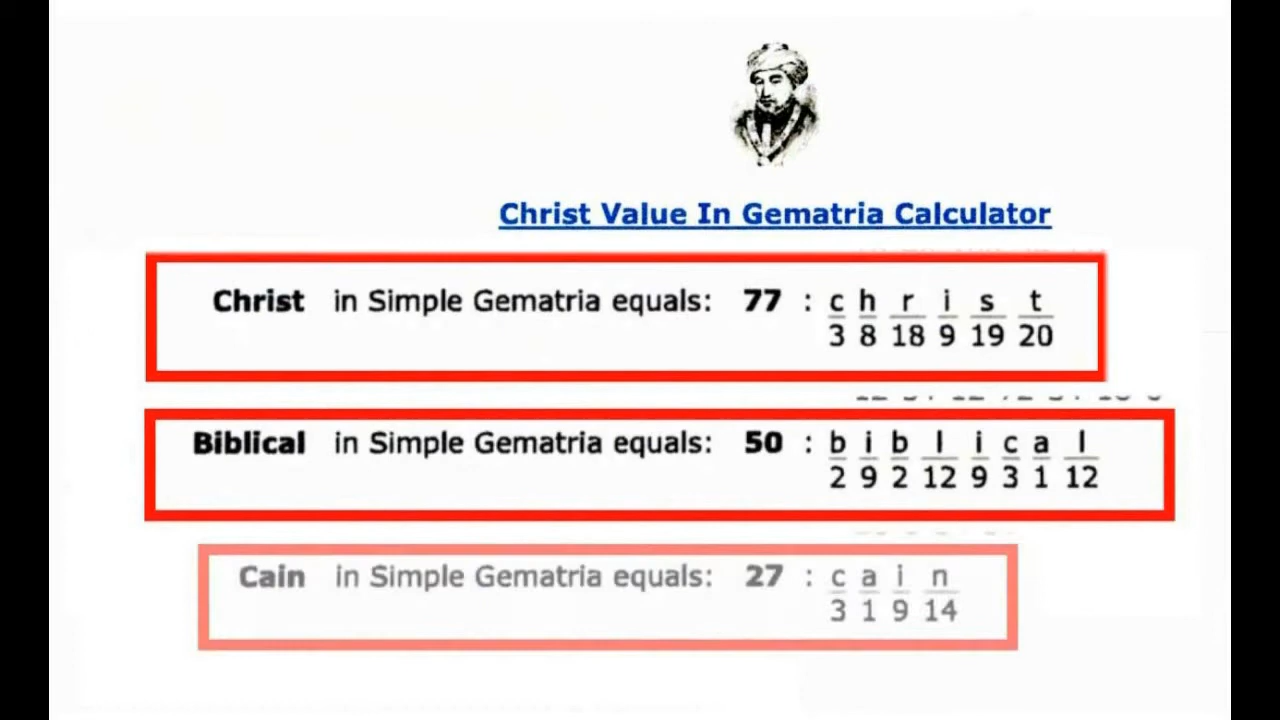 Christ Value In Gematria Calculator
Christ in Simple Gematria equals: 77 : c h r i s t
3 8 18 9 19 20
Biblical in Simple Gematria equals: 50 : b i b l i c a l
2 9 2 12 9 3 1 12
Cain in Simple Gematria equals: 27 : c a i n
3 1 9 14